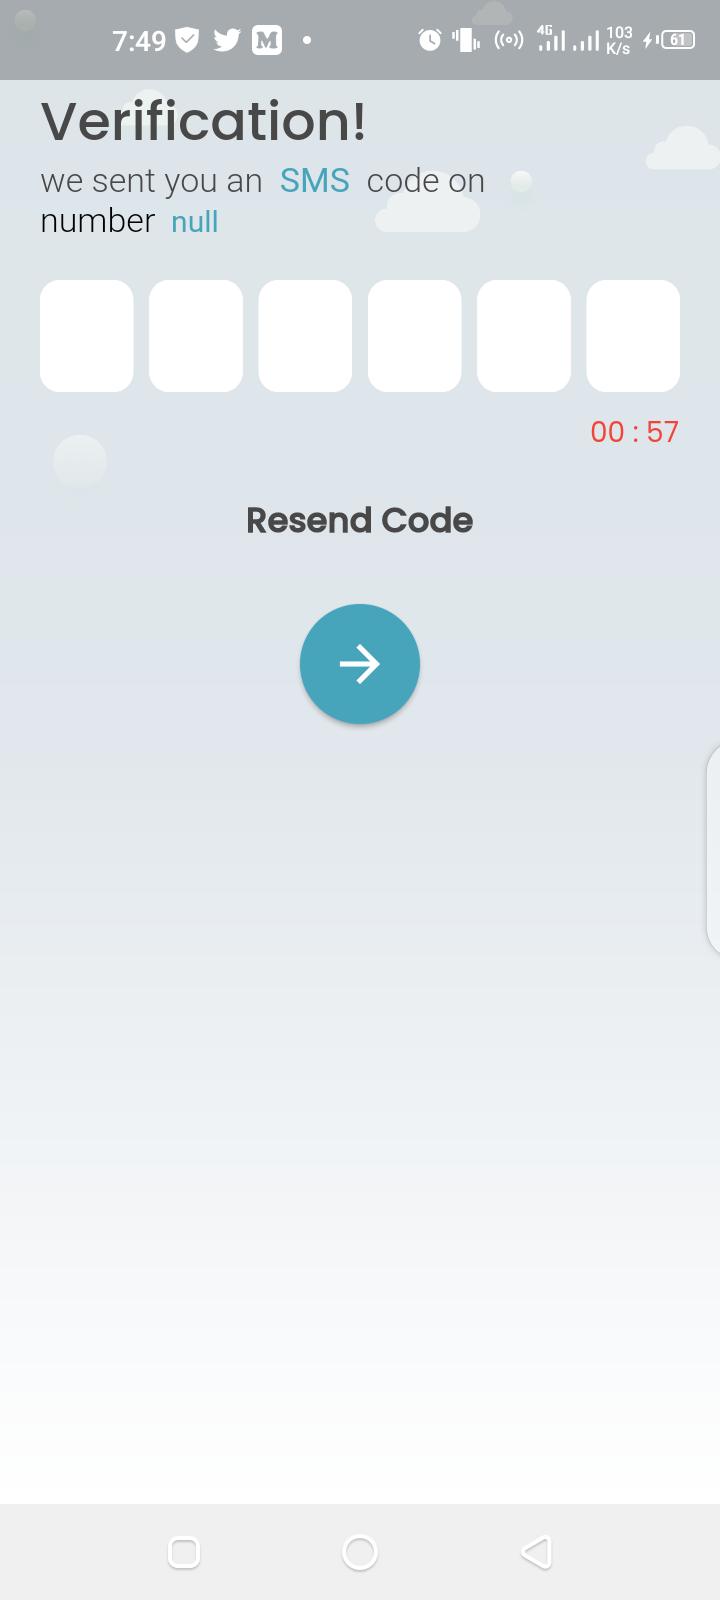 7:49 M 4G 103 K/s 61
Verification!
we sent you an SMS code on
number null
00 : 57
Resend Code